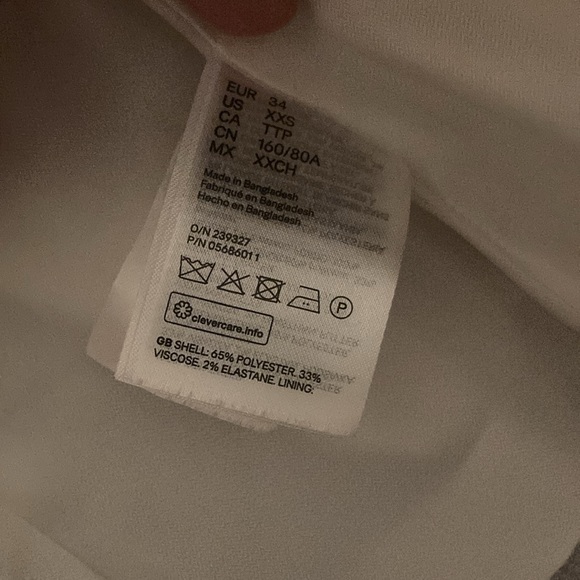 EUR 34
US XXS
CA TTP
CN 160/80A
MX XXCH
Made in Bangladesh
Fabriqué en Bangladesh
Hecho en Bangladesh
O/N 239327
P/N 05686011
P
clevercare.info
GB SHELL: 65% POLYESTER. 33%
VISCOSE. 2% ELASTANE. LINING: